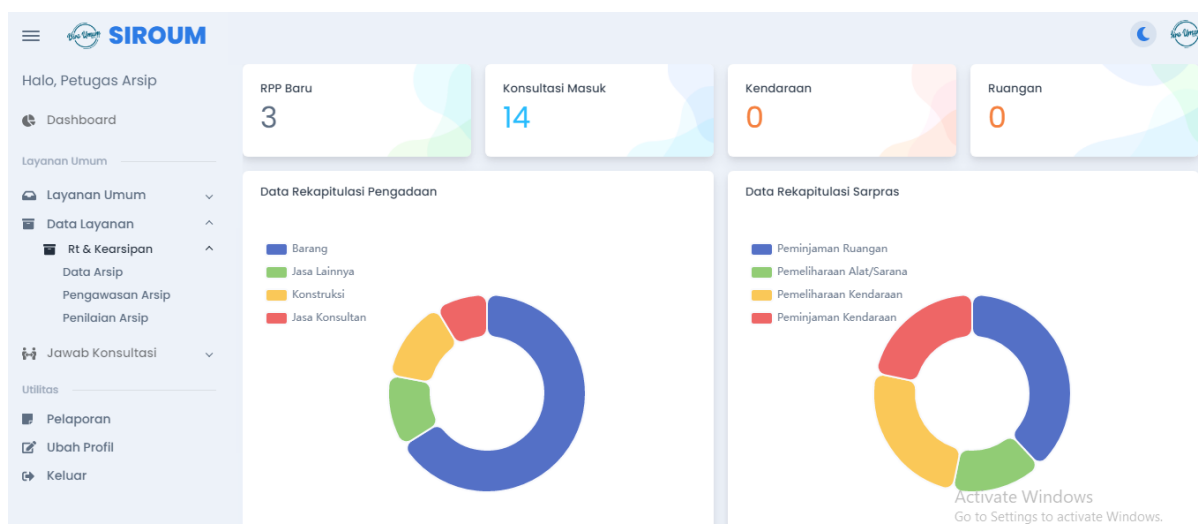 SIROUM
Halo, Petugas Arsip
Dashboard
Layanan Umum
Layanan Umum
Data Layanan
Rt & Kearsipan
Data Arsip
Pengawasan Arsip
Penilaian Arsip
Jawab Konsultasi
Utilitas
Pelaporan
Ubah Profil
Keluar
RPP Baru
3
Konsultasi Masuk
14
Kendaraan
0
Ruangan
0
Data Rekapitulasi Pengadaan
Barang
Jasa Lainnya
Konstruksi
Jasa Konsultan
Data Rekapitulasi Sarpras
Peminjaman Ruangan
Pemeliharaan Alat/Sarana
Pemeliharaan Kendaraan
Peminjaman Kendaraan
Activate Windows
Go to Settings to activate Windows.